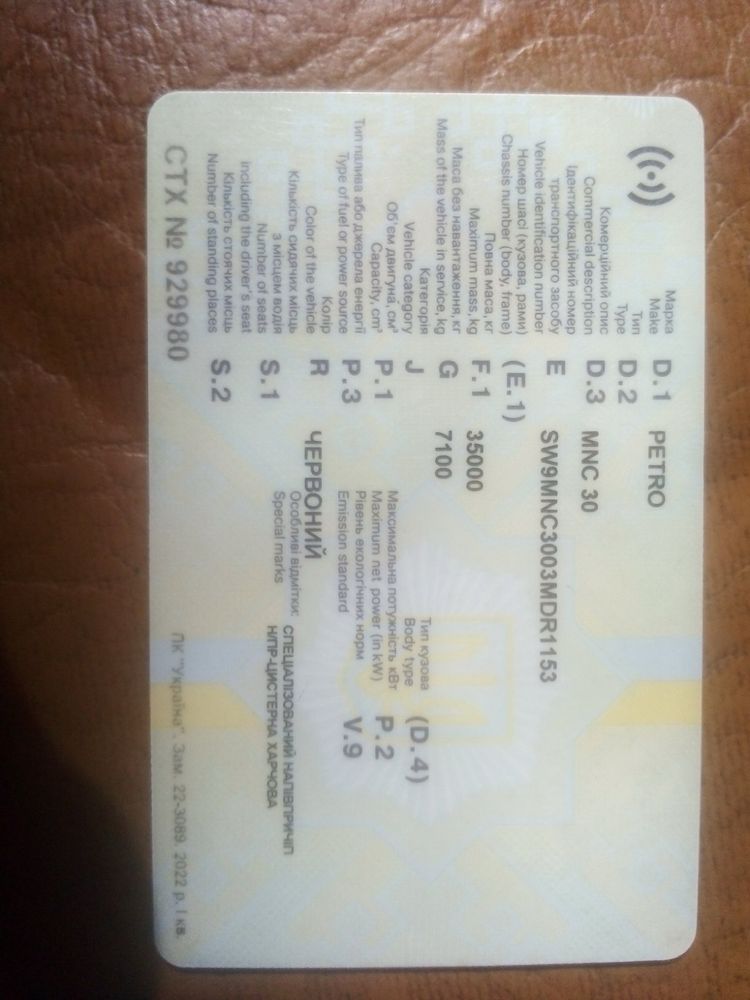 Марка
Make D.1 PETRO
Тип
Type D.2
Комерційний опис
Commercial description D.3 MNC 30
Ідентифікаційний номер
транспортного засобу
Vehicle identification number E SW9MNC3003MDR1153
Номер шасі (кузова, рами)
Chassis number (body, frame) (E.1)
Повна маса, кг
Maximum mass, kg F.1 35000
Маса без навантаження, кг
Mass of the vehicle in service, kg G 7100
Категорія
Vehicle category J
Тип кузова
Body type (D.4)
Об'єм двигуна, см³
Capacity, cm³ P.1
Максимальна потужність кВт
Maximum net power (in kW) P.2
Тип палива або джерела енергії
Type of fuel or power source P.3
Рівень екологічних норм
Emission standard V.9
Колір
Color of the vehicle R ЧЕРВОНИЙ
Кількість сидячих місць
з місцем водія
Number of seats
including the driver's seat S.1
Особливі відмітки:
Special marks
СПЕЦІАЛІЗОВАНИЙ НАПІВПРИЧІП
Н/ПР-ЦИСТЕРНА ХАРЧОВА
Кількість стоячих місць
Number of standing places S.2
СТХ № 929980
ПК "Україна". Зам. 22-3089. 2022 р. І кв.